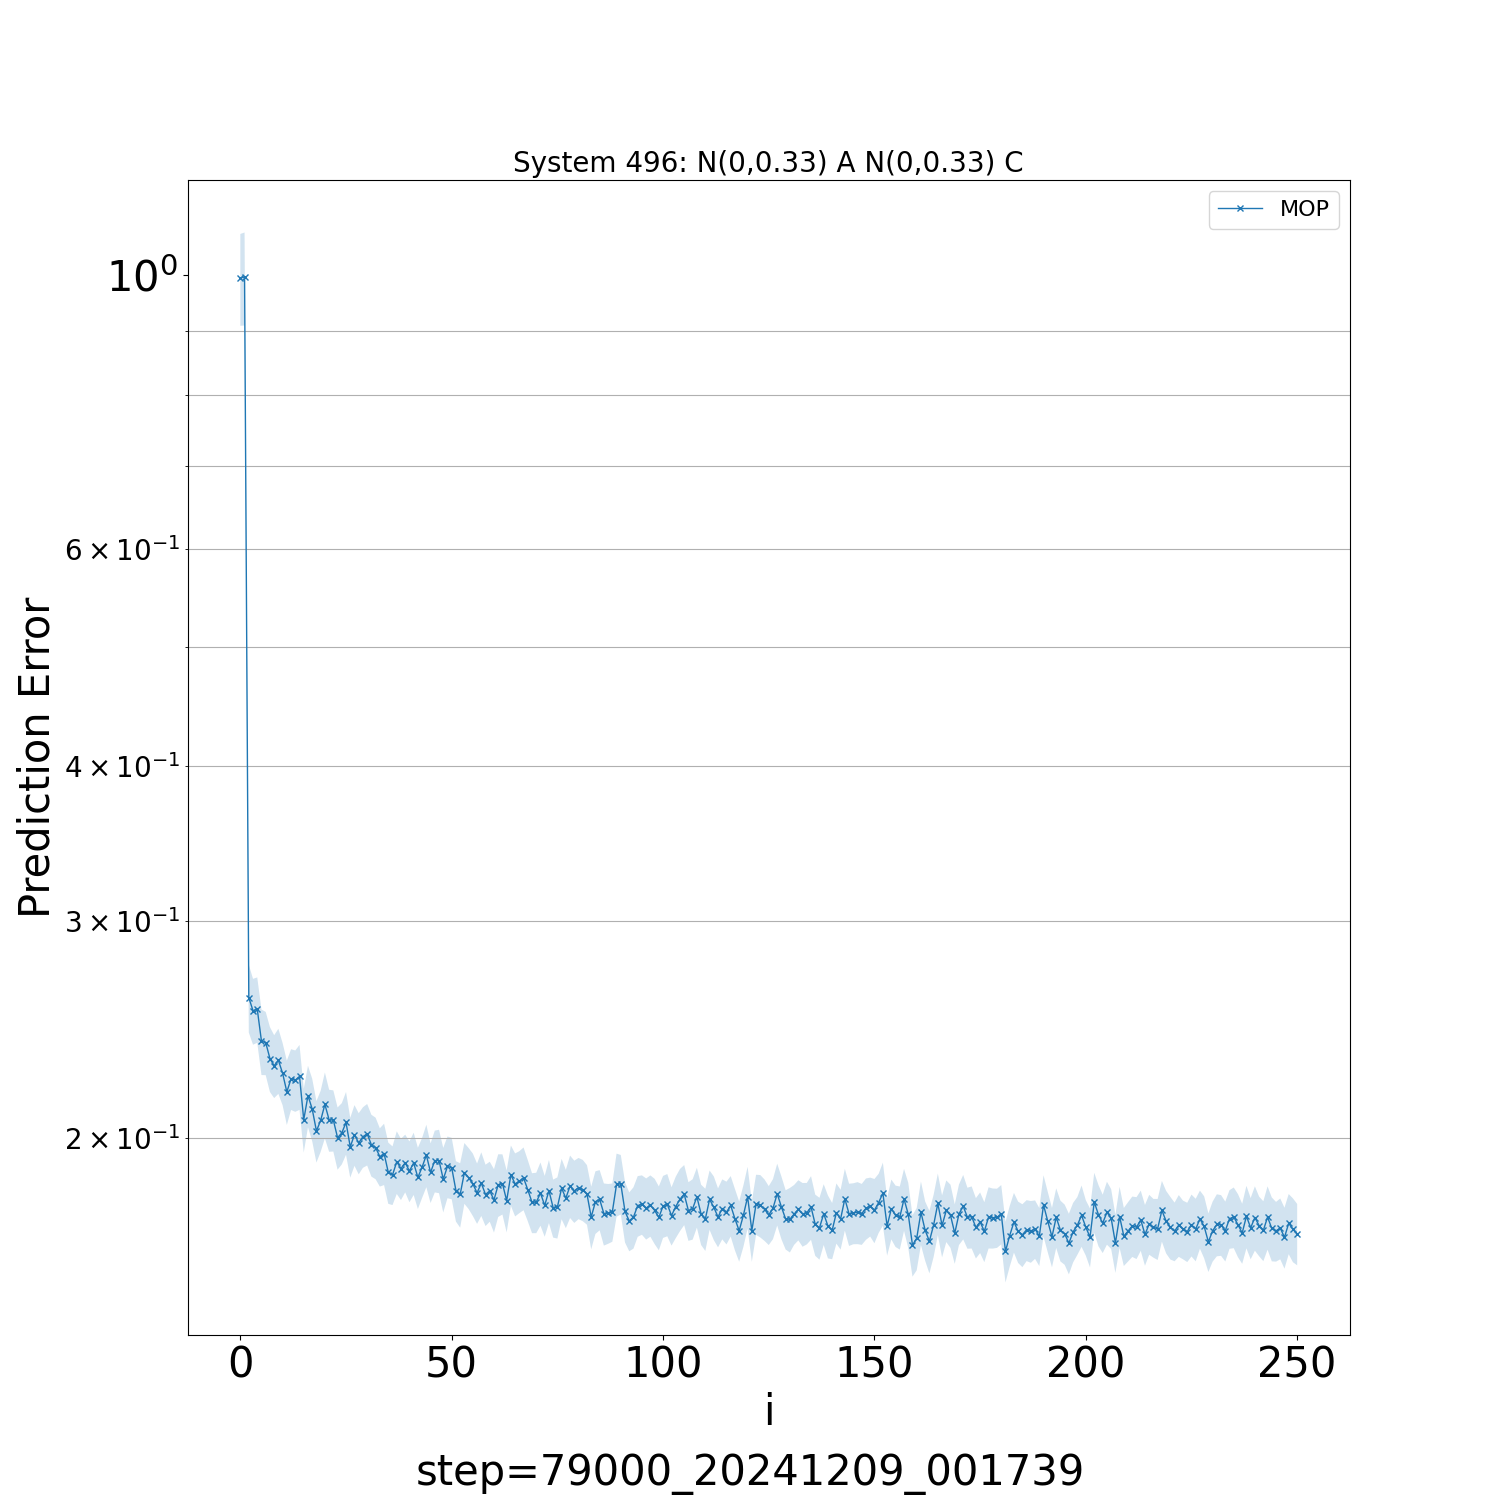 System 496: N(0,0.33) A N(0,0.33) C
MOP
10⁰
6 × 10⁻¹
4 × 10⁻¹
3 × 10⁻¹
2 × 10⁻¹
Prediction Error
0 50 100 150 200 250
i
step=79000_20241209_001739